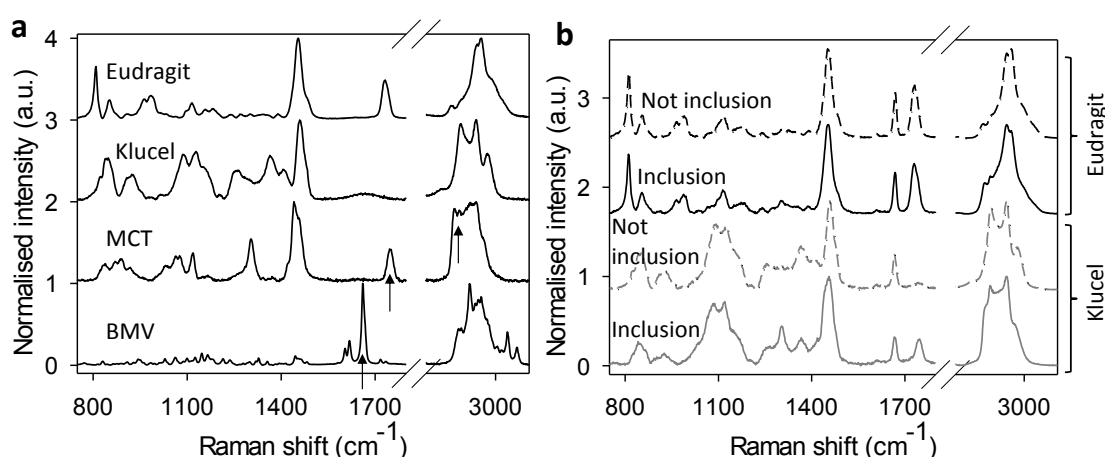 a
4
3
2
1
0
Normalised intensity (a.u.)
Eudragit
Klucel
MCT
BMV
800 1100 1400 1700 3000
Raman shift (cm-1)
b
3
2
1
0
Normalised intensity (a.u.)
Not inclusion
Inclusion
Not
inclusion
Inclusion
Eudragit
Klucel
800 1100 1400 1700 3000
Raman shift (cm-1)